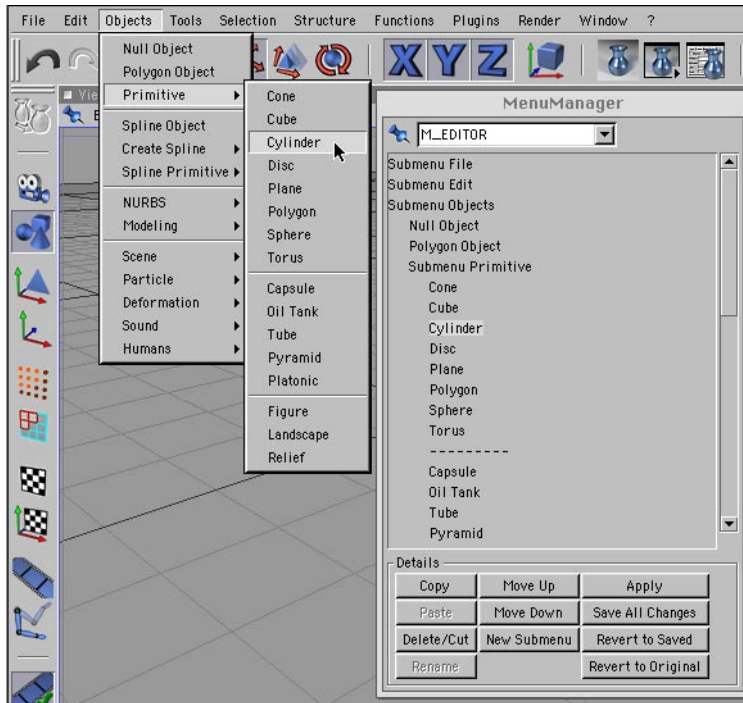 File Edit Objects Tools Selection Structure Functions Plugins Render Window ?
Null Object
Polygon Object
Primitive
Spline Object
Create Spline
Spline Primitive
NURBS
Modeling
Scene
Particle
Deformation
Sound
Humans
Cone
Cube
Cylinder
Disc
Plane
Polygon
Sphere
Torus
Capsule
Oil Tank
Tube
Pyramid
Platonic
Figure
Landscape
Relief
X Y Z
Vie
E
MenuManager
M_EDITOR
Submenu File
Submenu Edit
Submenu Objects
Null Object
Polygon Object
Submenu Primitive
Cone
Cube
Cylinder
Disc
Plane
Polygon
Sphere
Torus
---------
Capsule
Oil Tank
Tube
Pyramid
Details
Copy Move Up Apply
Paste Move Down Save All Changes
Delete/Cut New Submenu Revert to Saved
Rename Revert to Original